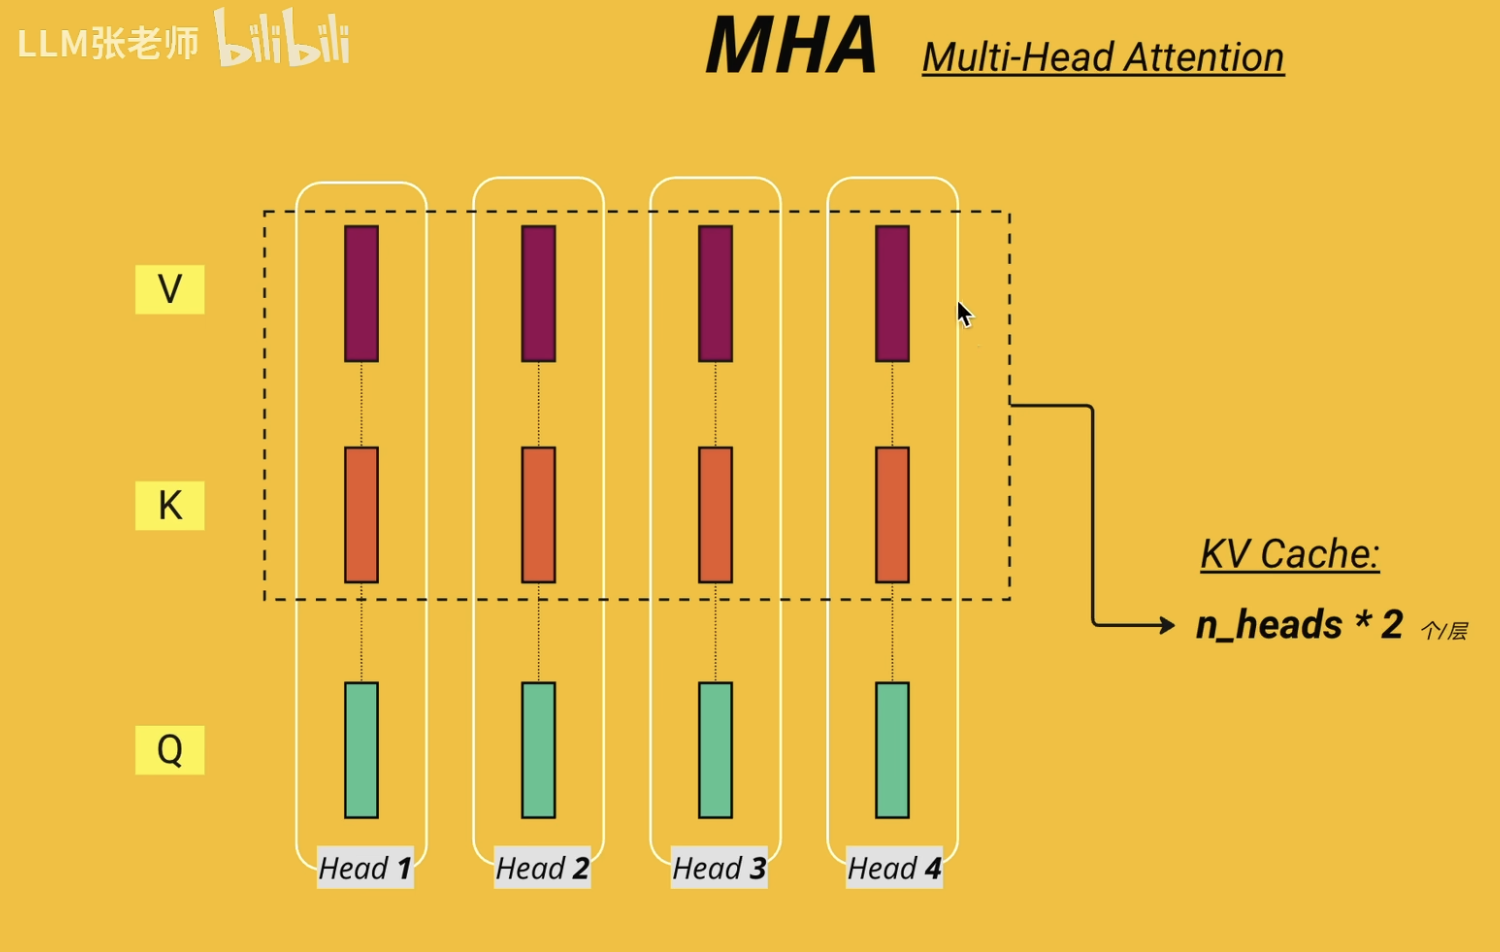 LLM张老师 bilibili
MHA Multi-Head Attention
V
K
KV Cache:
n_heads * 2 个/层
Q
Head 1 Head 2 Head 3 Head 4